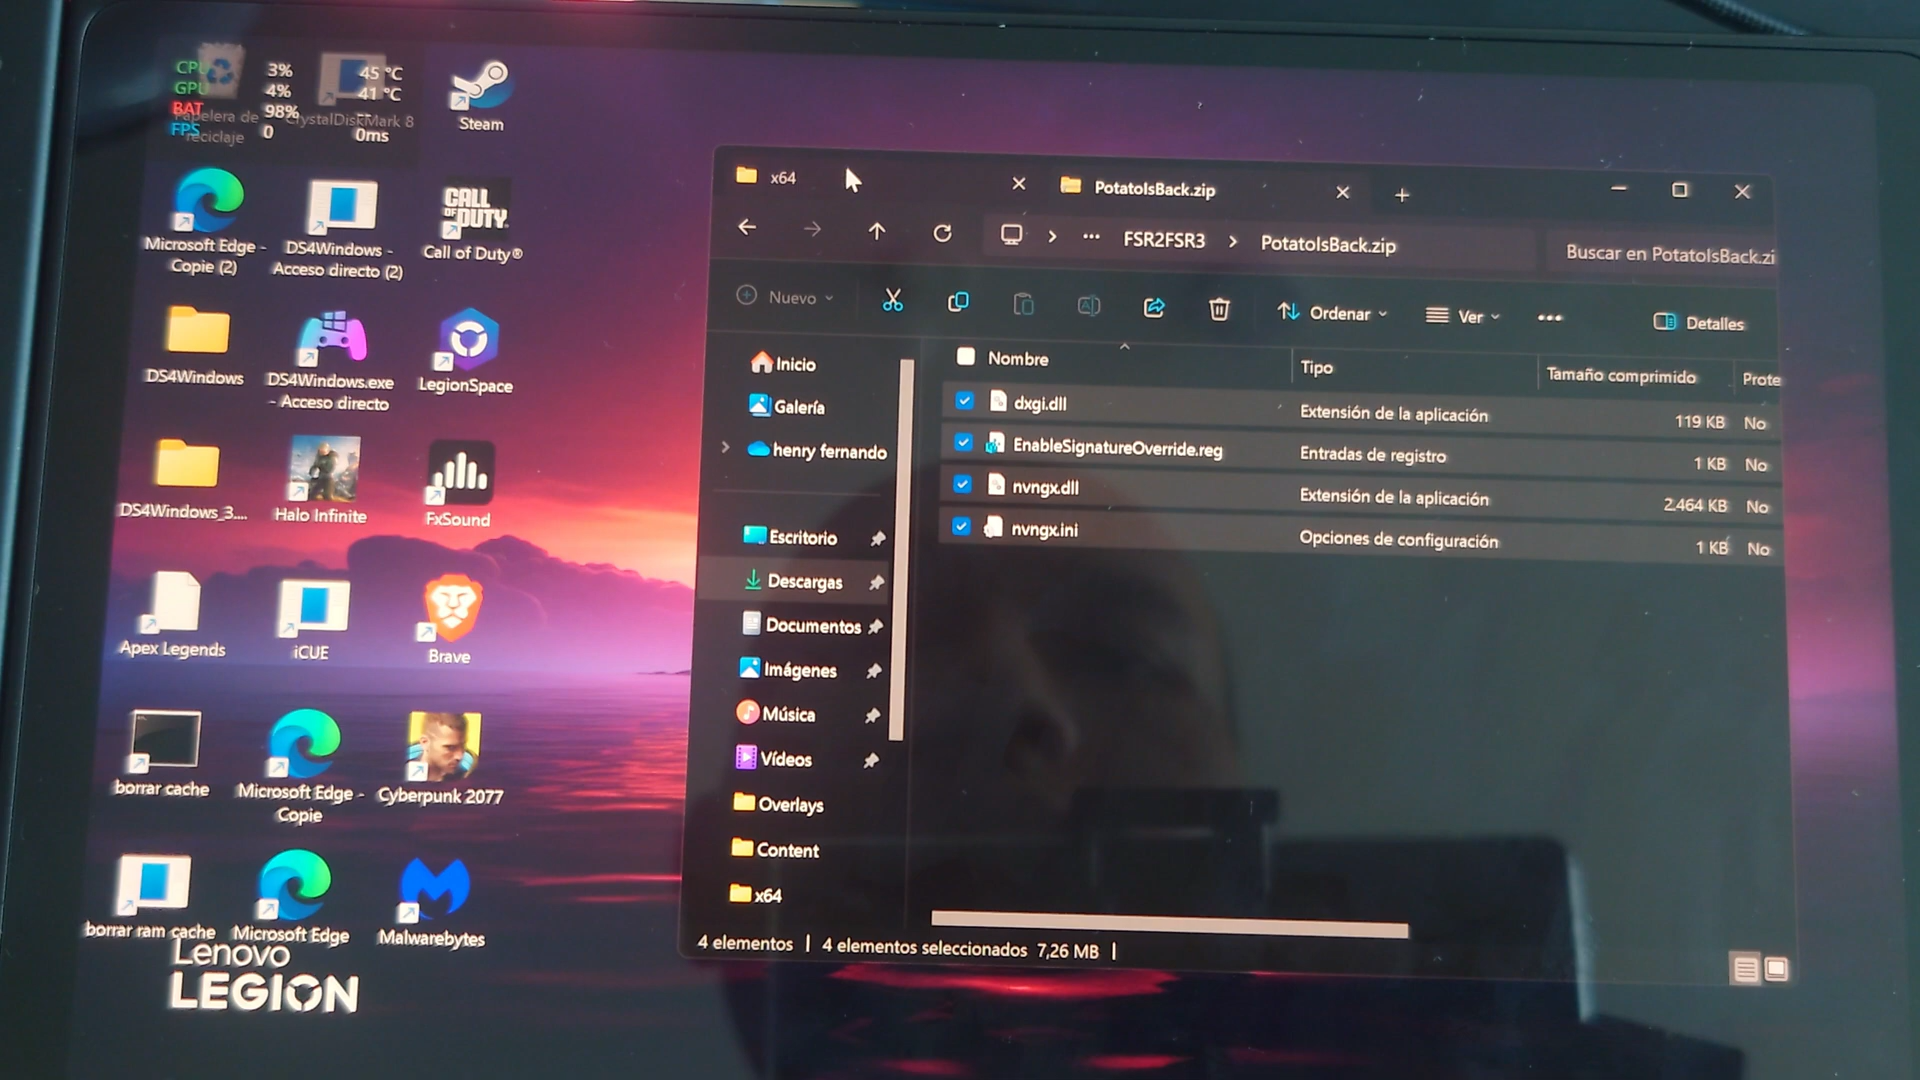 CPU 3% 45 °C
GPU 4% 41 °C
BAT 98% --
FPS 0 0ms
Papelera de reciclaje
CrystalDiskMark 8
Steam
Microsoft Edge - Copie (2)
DS4Windows - Acceso directo (2)
CALL OF DUTY.
Call of Duty®
DS4Windows
DS4Windows.exe - Acceso directo
LegionSpace
DS4Windows_3....
Halo Infinite
FxSound
Apex Legends
iCUE
Brave
borrar cache
Microsoft Edge - Copie
Cyberpunk 2077
borrar ram cache
Microsoft Edge
Malwarebytes
Lenovo
LEGION
x64
PotatoIsBack.zip
FSR2FSR3 > PotatoIsBack.zip
Buscar en PotatoIsBack.zi
Nuevo
Ordenar
Ver
Detalles
Inicio
Galería
henry fernando
Escritorio
Descargas
Documentos
Imágenes
Música
Vídeos
Overlays
Content
x64
Nombre Tipo Tamaño comprimido Prote
dxgi.dll Extensión de la aplicación 119 KB No
EnableSignatureOverride.reg Entradas de registro 1 KB No
nvngx.dll Extensión de la aplicación 2.464 KB No
nvngx.ini Opciones de configuración 1 KB No
4 elementos | 4 elementos seleccionados 7,26 MB |